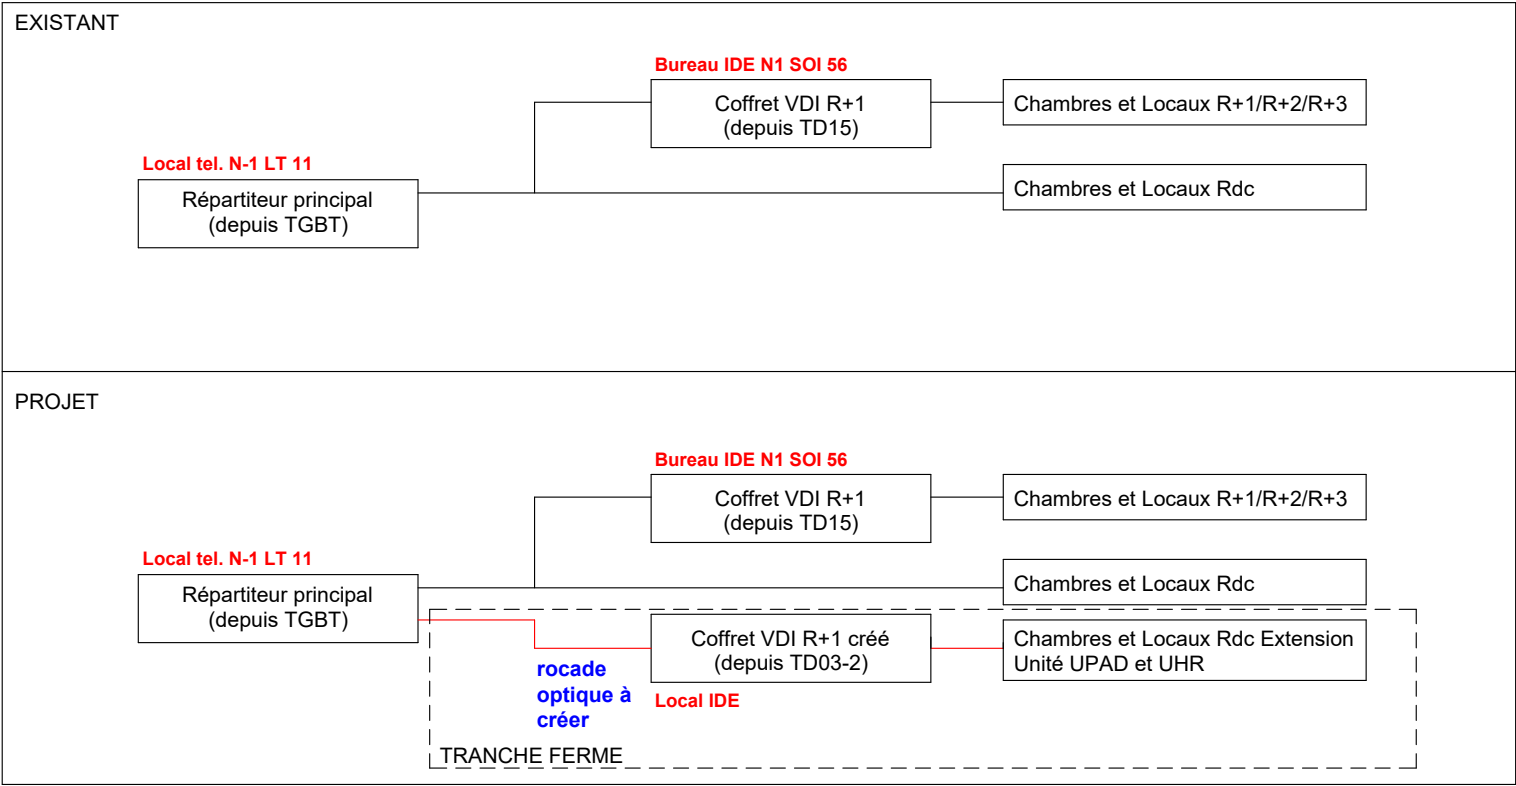 EXISTANT
Bureau IDE N1 SOI 56
Coffret VDI R+1
(depuis TD15)
Chambres et Locaux R+1/R+2/R+3
Local tel. N-1 LT 11
Répartiteur principal
(depuis TGBT)
Chambres et Locaux Rdc
PROJET
Bureau IDE N1 SOI 56
Coffret VDI R+1
(depuis TD15)
Chambres et Locaux R+1/R+2/R+3
Local tel. N-1 LT 11
Répartiteur principal
(depuis TGBT)
Chambres et Locaux Rdc
Coffret VDI R+1 créé
(depuis TD03-2)
Chambres et Locaux Rdc Extension
Unité UPAD et UHR
rocade
optique à
créer
Local IDE
TRANCHE FERME